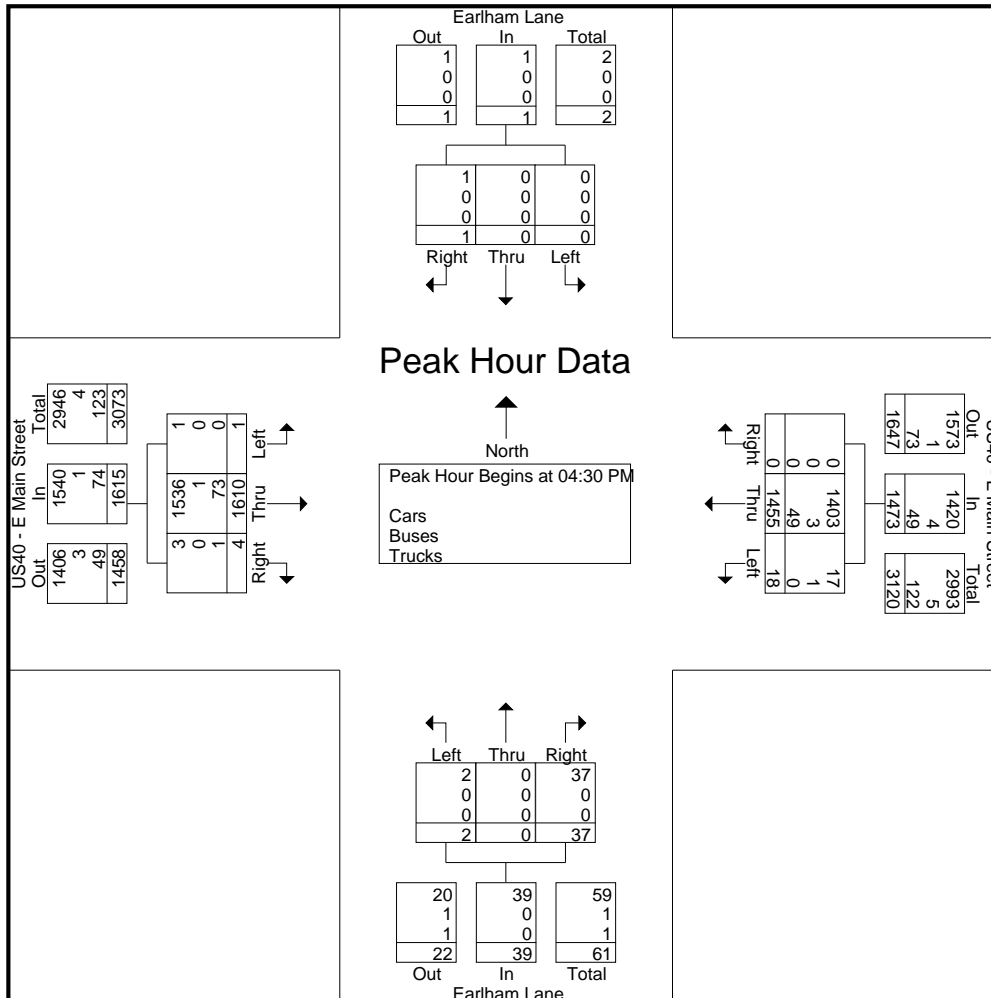 Earlham Lane
Out In Total
1 1 2
0 0 0
0 0 0
1 1 2
1 0 0
0 0 0
0 0 0
1 0 0
Right Thru Left
Peak Hour Data
North
Peak Hour Begins at 04:30 PM
Cars
Buses
Trucks
US40 - E Main Street
Out In Total
1406 1540 2946
3 1 4
49 74 123
1458 1615 3073
3 1536 1
0 1 0
1 73 0
4 1610 1
Right Thru Left
Out In Total
1573 1420 2993
1 4 5
73 49 122
1647 1473 3120
0 1403 17
0 3 1
0 49 0
0 1455 18
Right Thru Left
Left Thru Right
2 0 37
0 0 0
0 0 0
2 0 37
20 39 59
1 0 1
1 0 1
22 39 61
Out In Total
Earlham Lane